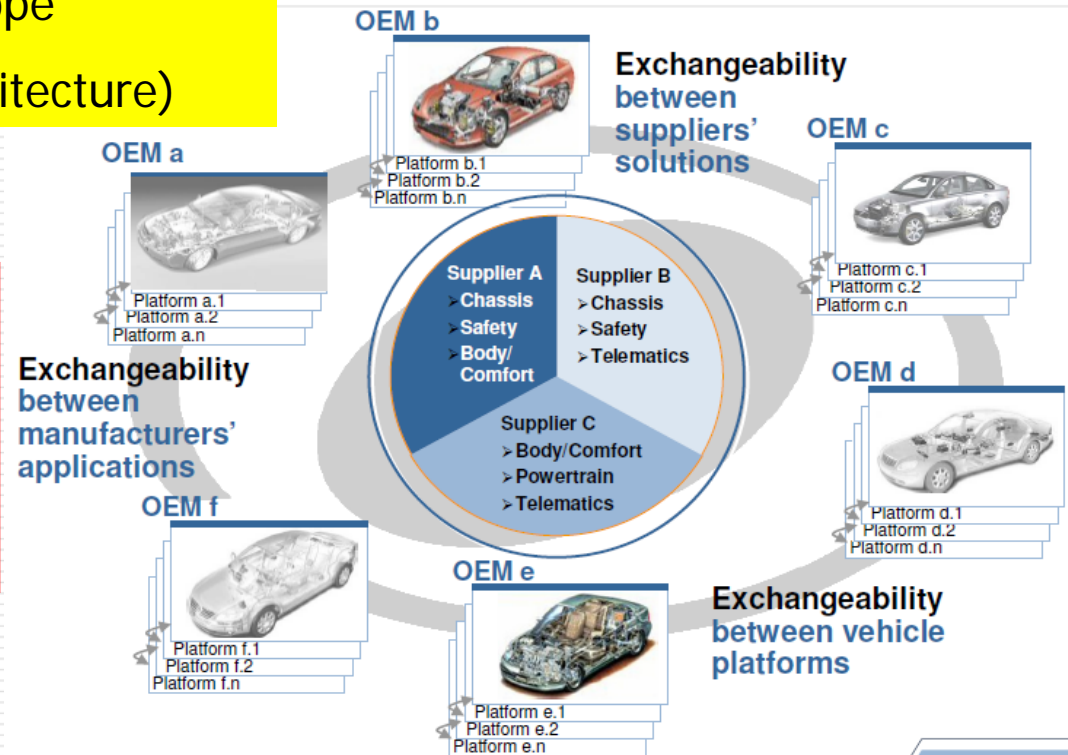 itecture)
OEM b
Exchangeability
between
suppliers'
solutions
OEM c
OEM a
Platform b.1
Platform b.2
Platform b.n
Platform c.1
Platform c.2
Platform c.n
Platform a.1
Platform a.2
Platform a.n
Supplier A
➢Chassis
➢Safety
➢Body/
Comfort
Supplier B
➢Chassis
➢Safety
➢Telematics
Supplier C
➢Body/Comfort
➢Powertrain
➢Telematics
Exchangeability
between
manufacturers'
applications
OEM d
Platform d.1
Platform d.2
Platform d.n
OEM f
Platform f.1
Platform f.2
Platform f.n
OEM e
Platform e.1
Platform e.2
Platform e.n
Exchangeability
between vehicle
platforms